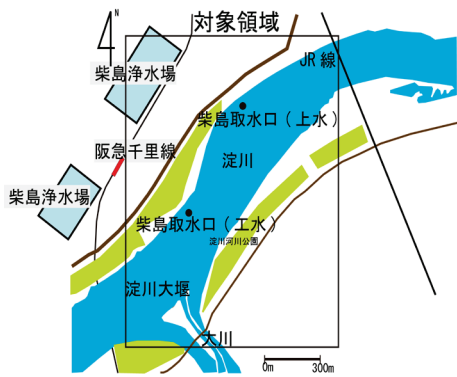 N
対象領域
JR線
柴島浄水場
柴島取水口(上水)
阪急千里線
淀川
柴島浄水場
柴島取水口(工水)
淀川河川公園
淀川大堰
大川
0m 300m